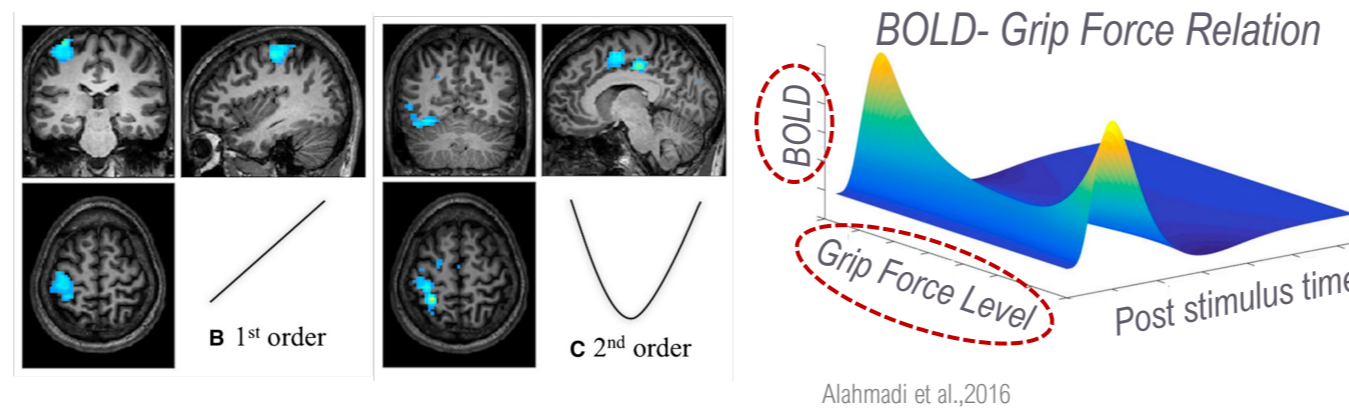 BOLD- Grip Force Relation
BOLD
Grip Force Level
Post stimulus time
B 1st order
C 2nd order
Alahmadi et al.,2016